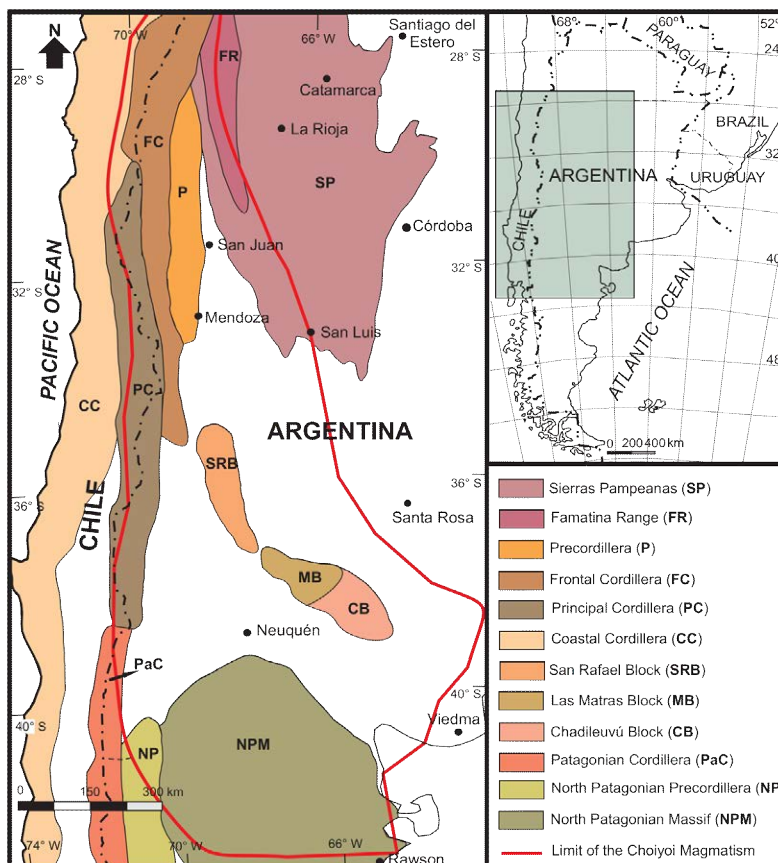 70° W
66° W
Santiago del
Estero
N
28° S
FR
Catamarca
La Rioja
FC
P
SP
Córdoba
San Juan
32° S
PACIFIC OCEAN
Mendoza
San Luis
PC
CC
ARGENTINA
SRB
CHILE
36° S
36° S
Santa Rosa
MB
CB
Neuquén
PaC
40° S
40° S
Viedma
NP
NPM
0 150 300 km
74° W
70° W
66° W
Rawson
68°
60°
52°
PARAGUAY
28° S
BRAZIL
32
ARGENTINA
URUGUAY
CHILE
32° S
40
ATLANTIC OCEAN
48
0 200 400 km
Sierras Pampeanas (SP)
Famatina Range (FR)
Precordillera (P)
Frontal Cordillera (FC)
Principal Cordillera (PC)
Coastal Cordillera (CC)
San Rafael Block (SRB)
Las Matras Block (MB)
Chadileuvú Block (CB)
Patagonian Cordillera (PaC)
North Patagonian Precordillera (NP
North Patagonian Massif (NPM)
Limit of the Choiyoi Magmatism